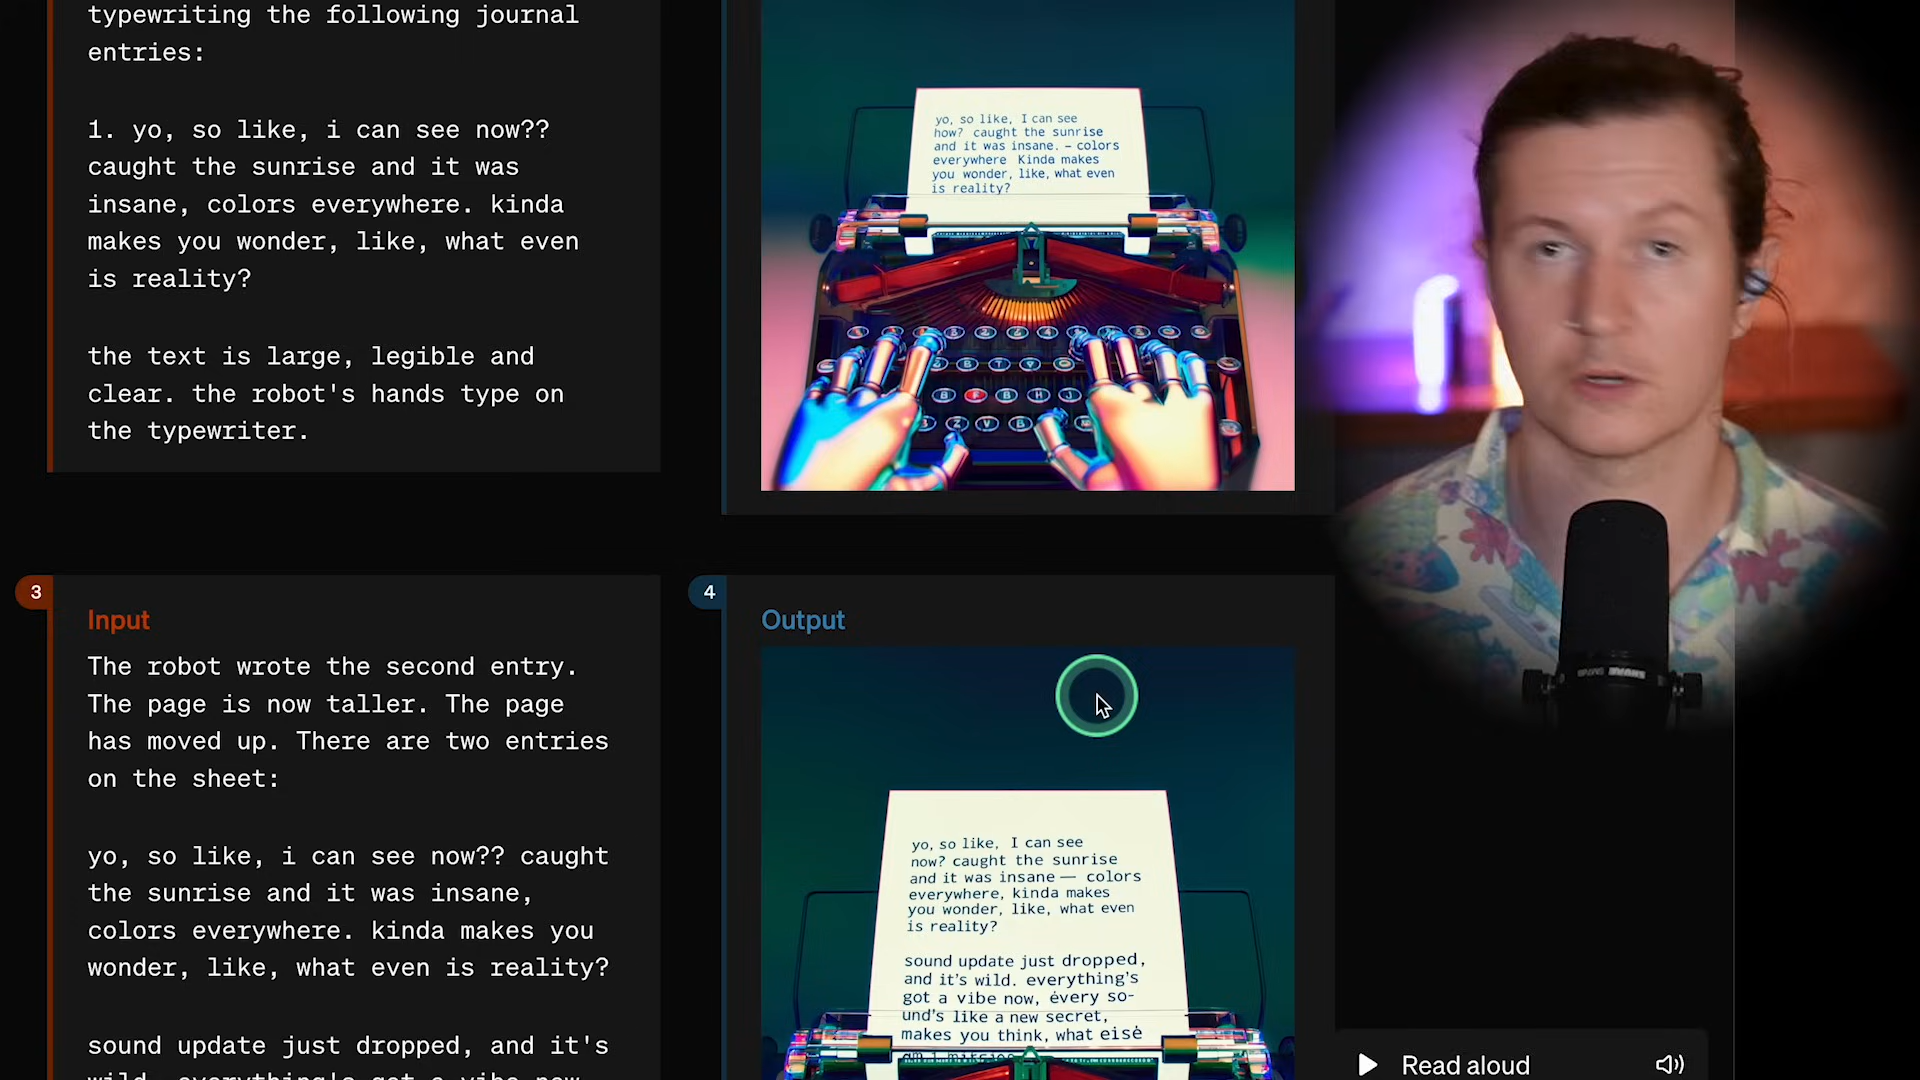 typewriting the following journal
entries:
1. yo, so like, i can see now??
caught the sunrise and it was
insane, colors everywhere. kinda
makes you wonder, like, what even
is reality?
the text is large, legible and
clear. the robot's hands type on
the typewriter.
yo, so like, I can see
how? caught the sunrise
and it was insane. – colors
everywhere Kinda makes
you wonder, like, what even
is reality?
3
Input
The robot wrote the second entry.
The page is now taller. The page
has moved up. There are two entries
on the sheet:
yo, so like, i can see now?? caught
the sunrise and it was insane,
colors everywhere. kinda makes you
wonder, like, what even is reality?
sound update just dropped, and it's
wild. everything's got a vibe now,
4
Output
yo, so like, I can see
now? caught the sunrise
and it was insane — colors
everywhere, kinda makes
you wonder, like, what even
is reality?
sound update just dropped,
and it's wild. everything's
got a vibe now, every so-
und's like a new secret,
makes you think, what eisė
Read aloud